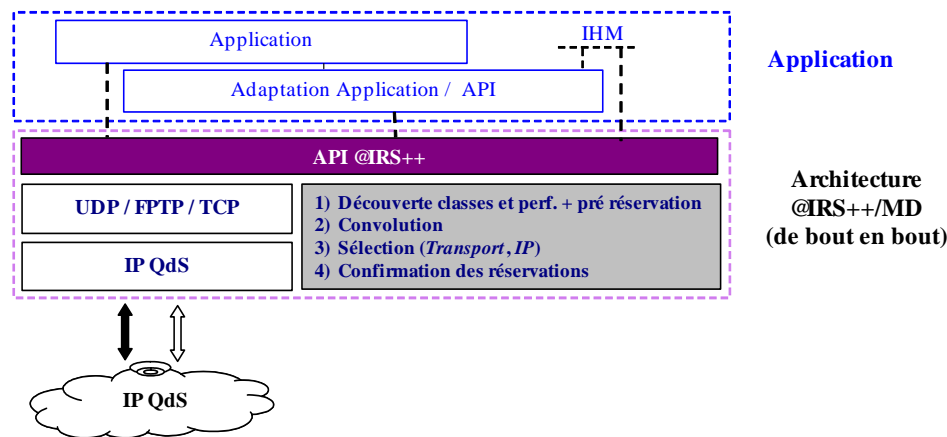 Application
IHM
Adaptation Application / API
Application
API @IRS++
UDP / FPTP / TCP
IP QdS
1) Découverte classes et perf. + pré réservation
2) Convolution
3) Sélection (Transport, IP)
4) Confirmation des réservations
Architecture
@IRS++/MD
(de bout en bout)
IP QdS